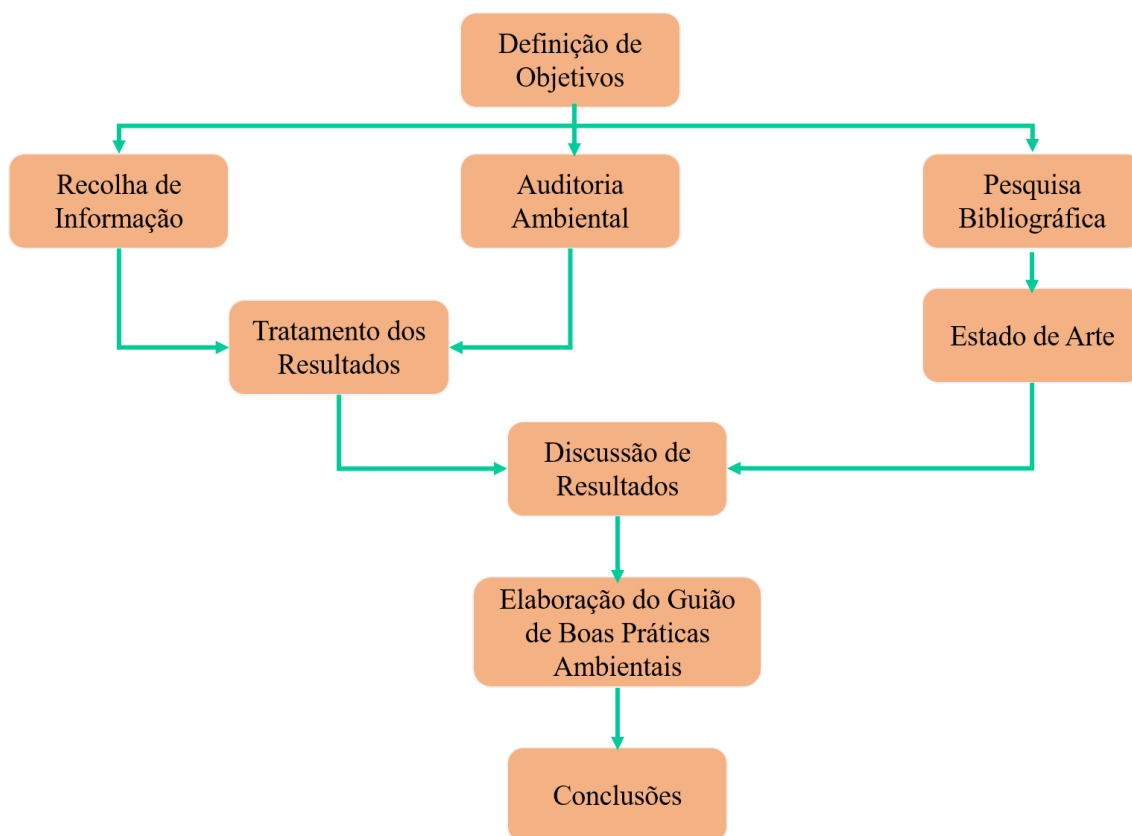 Definição de
Objetivos
Recolha de
Informação
Auditoria
Ambiental
Pesquisa
Bibliográfica
Tratamento dos
Resultados
Estado de Arte
Discussão de
Resultados
Elaboração do Guião
de Boas Práticas
Ambientais
Conclusões